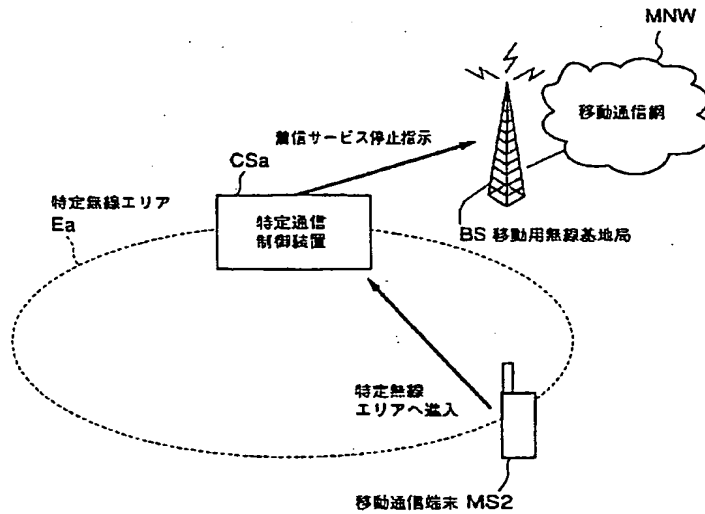 MNW
移動通信網
着信サービス停止指示
CSa
特定無線エリア
Ea
特定通信
制御装置
BS 移動用無線基地局
特定無線
エリアへ進入
移動通信端末 MS2